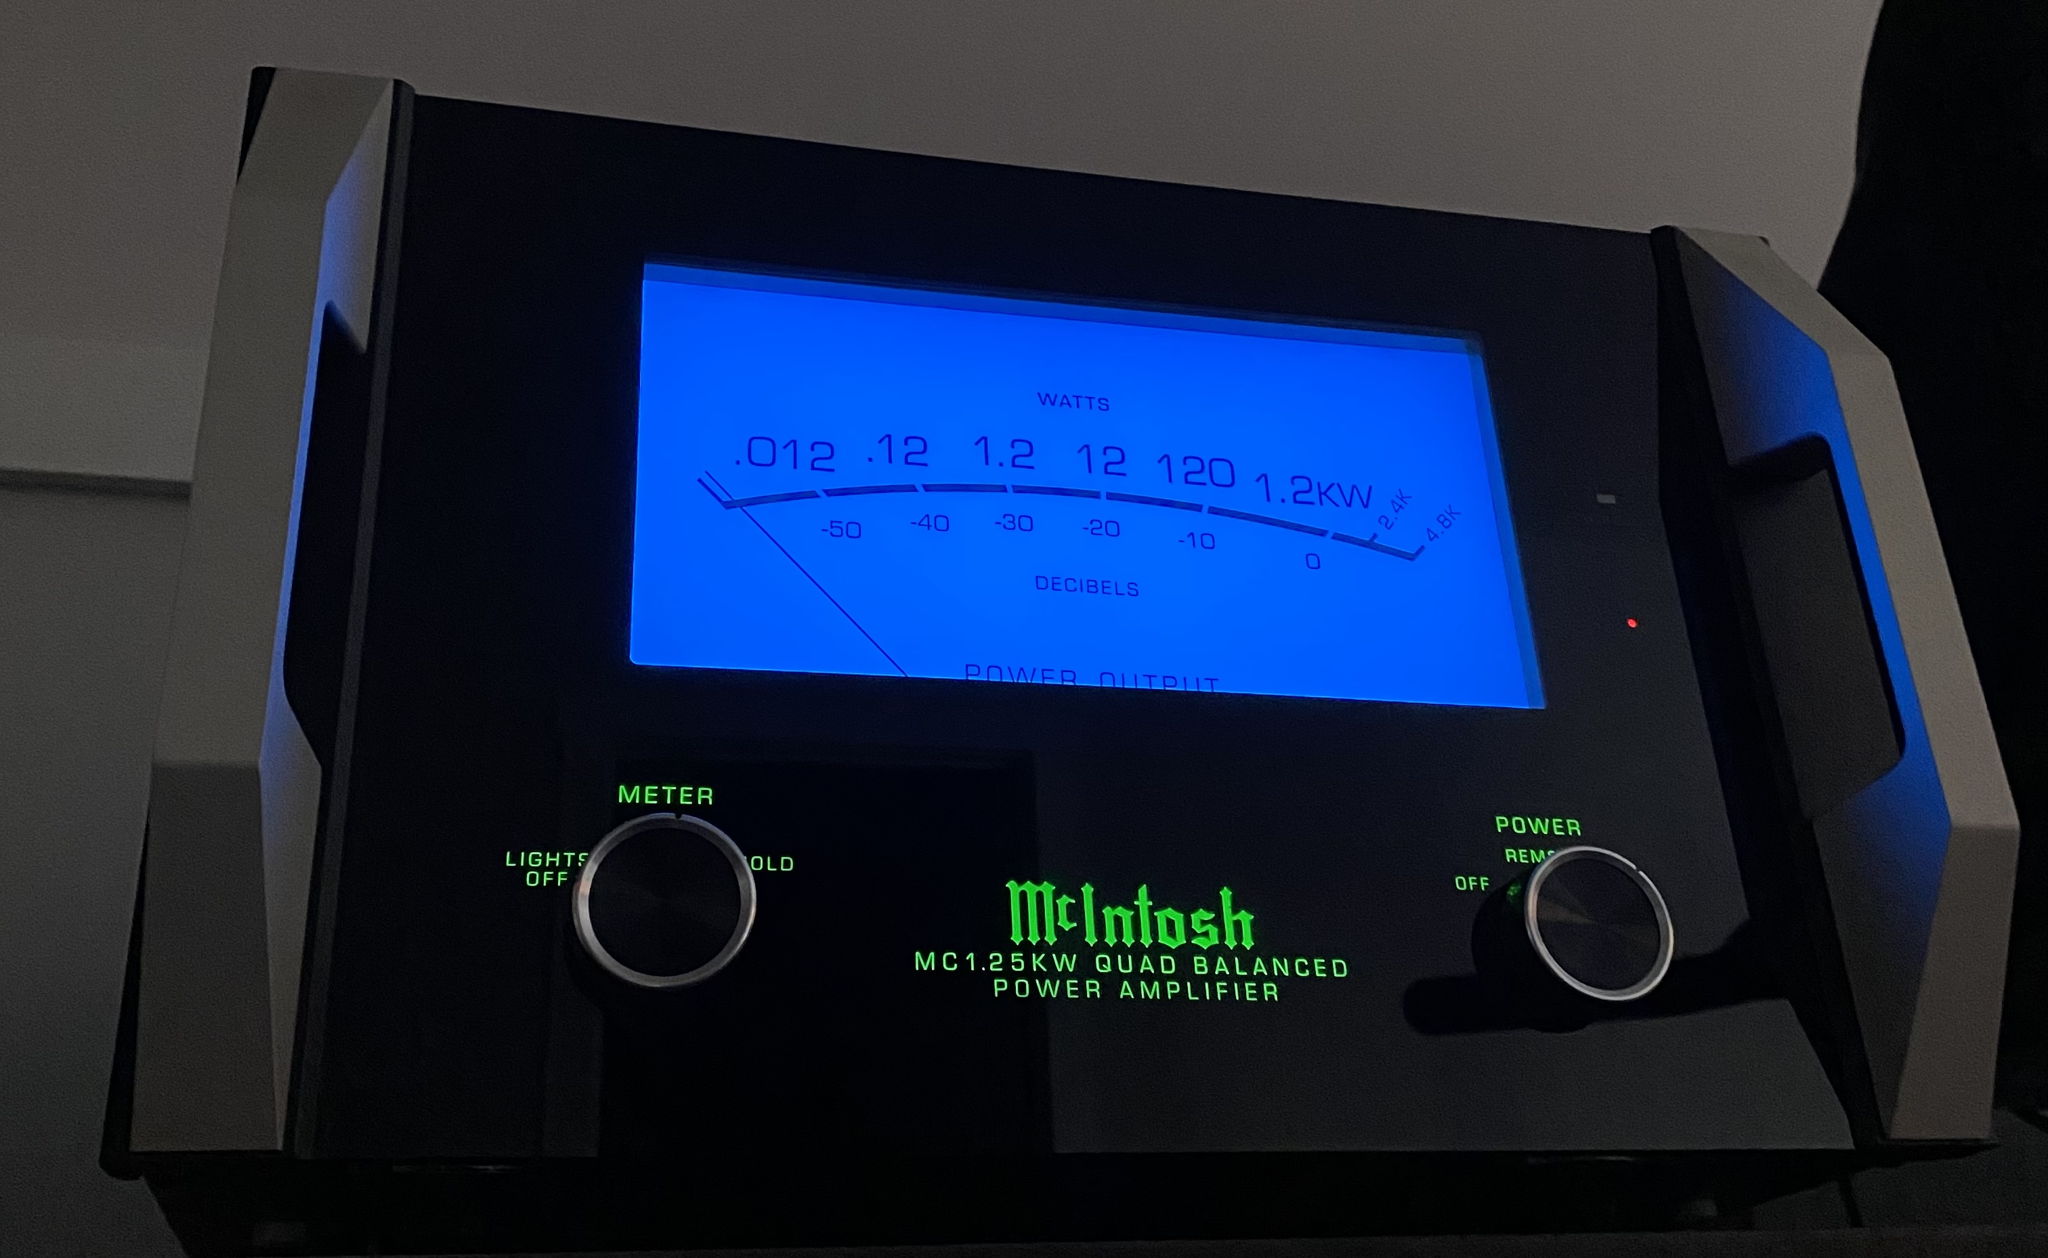 WATTS
.012 .12 1.2 12 120 1.2KW 2.4K 4.8K
-50 -40 -30 -20 -10 0
DECIBELS
POWER OUTPUT
METER
LIGHTS
OFF
POWER
OFF
McIntosh
MC1.25KW QUAD BALANCED
POWER AMPLIFIER